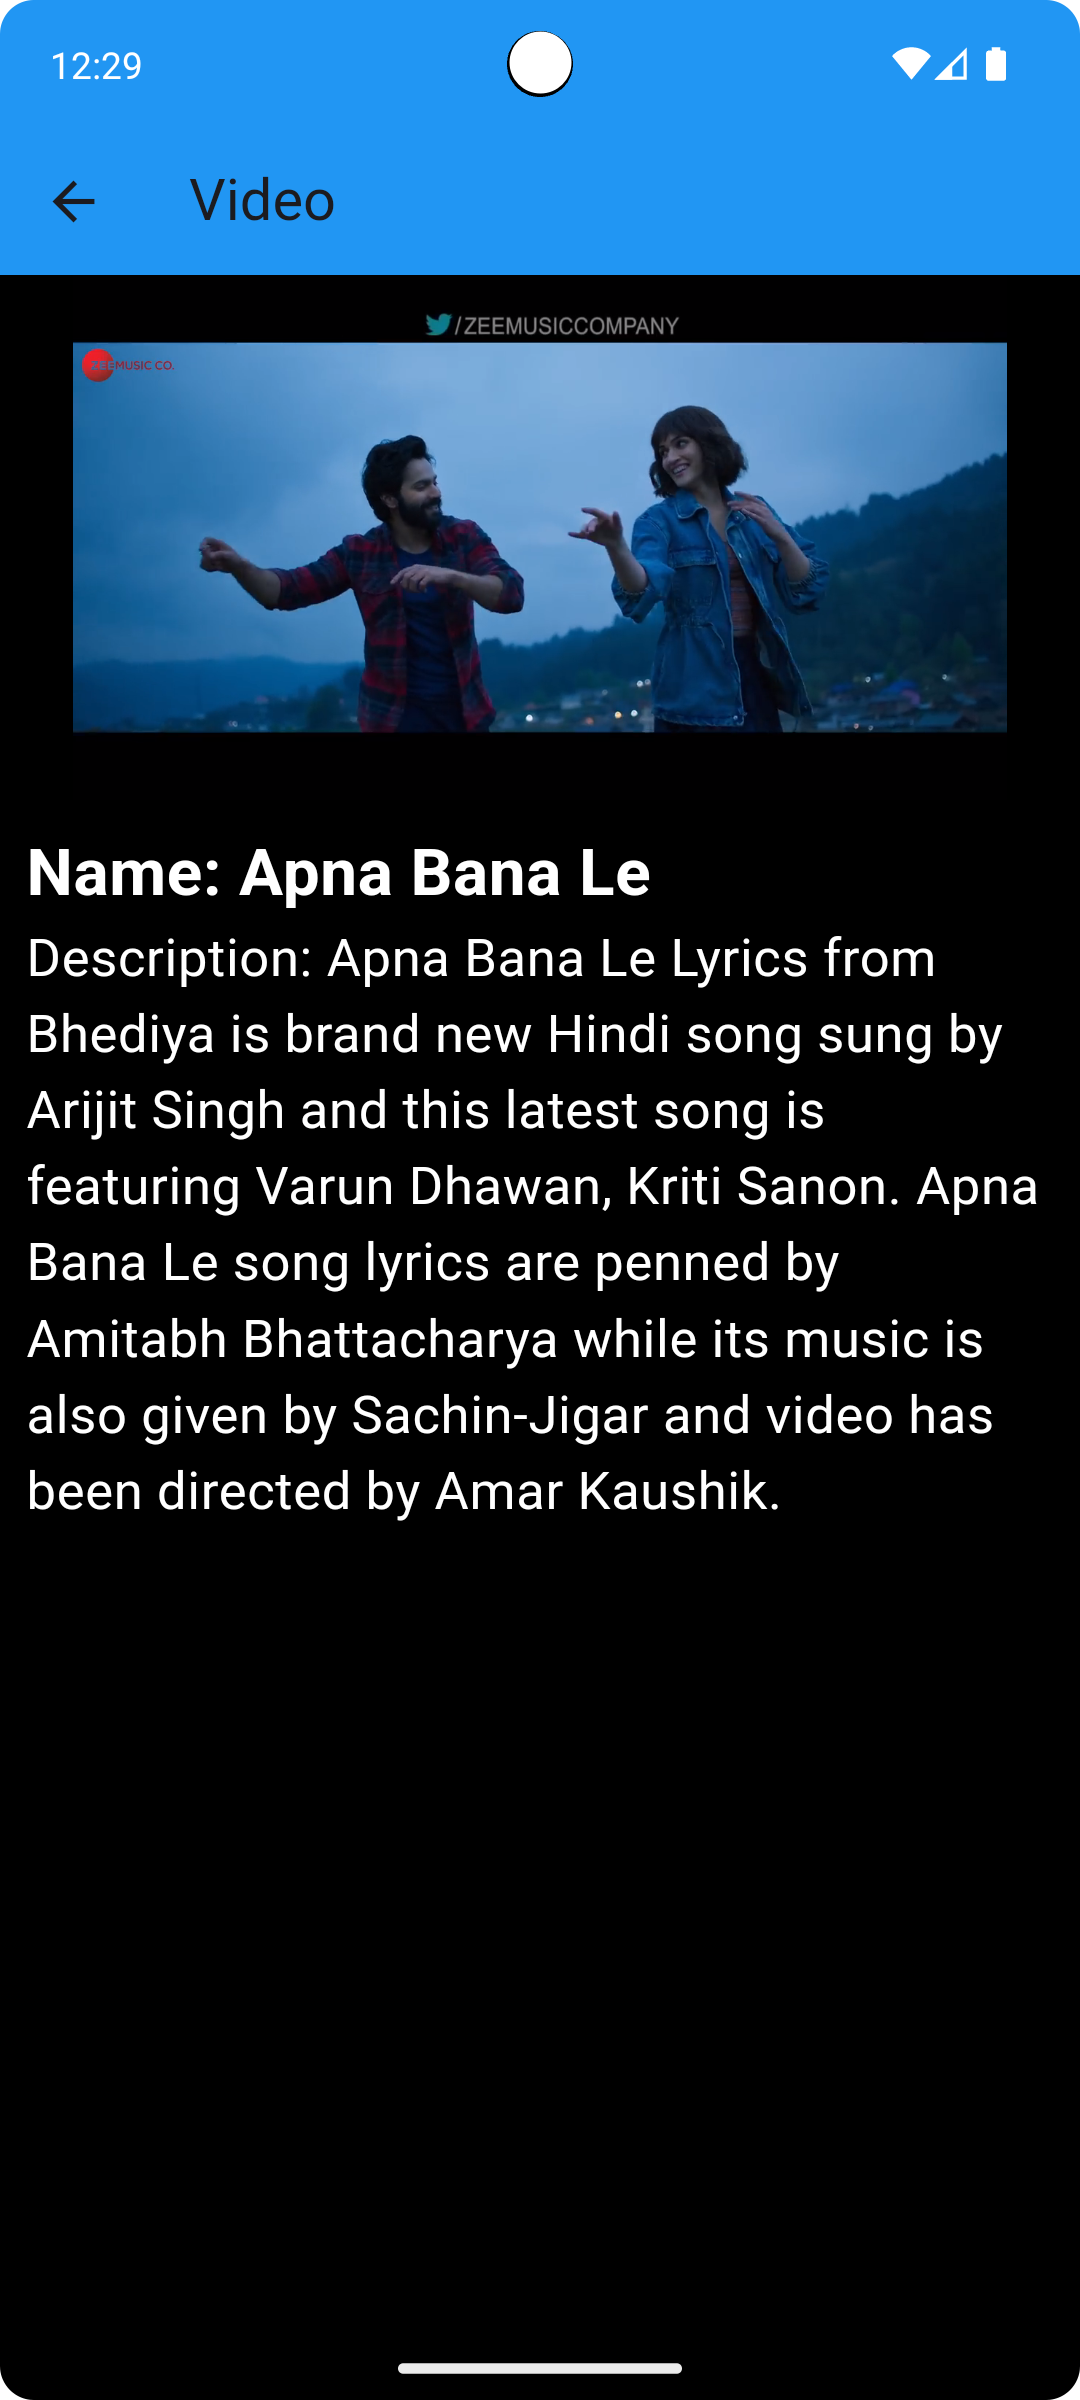 12:29
Video
/ZEEMUSICCOMPANY
ZEE MUSIC CO.
Name: Apna Bana Le
Description: Apna Bana Le Lyrics from
Bhediya is brand new Hindi song sung by
Arijit Singh and this latest song is
featuring Varun Dhawan, Kriti Sanon. Apna
Bana Le song lyrics are penned by
Amitabh Bhattacharya while its music is
also given by Sachin-Jigar and video has
been directed by Amar Kaushik.